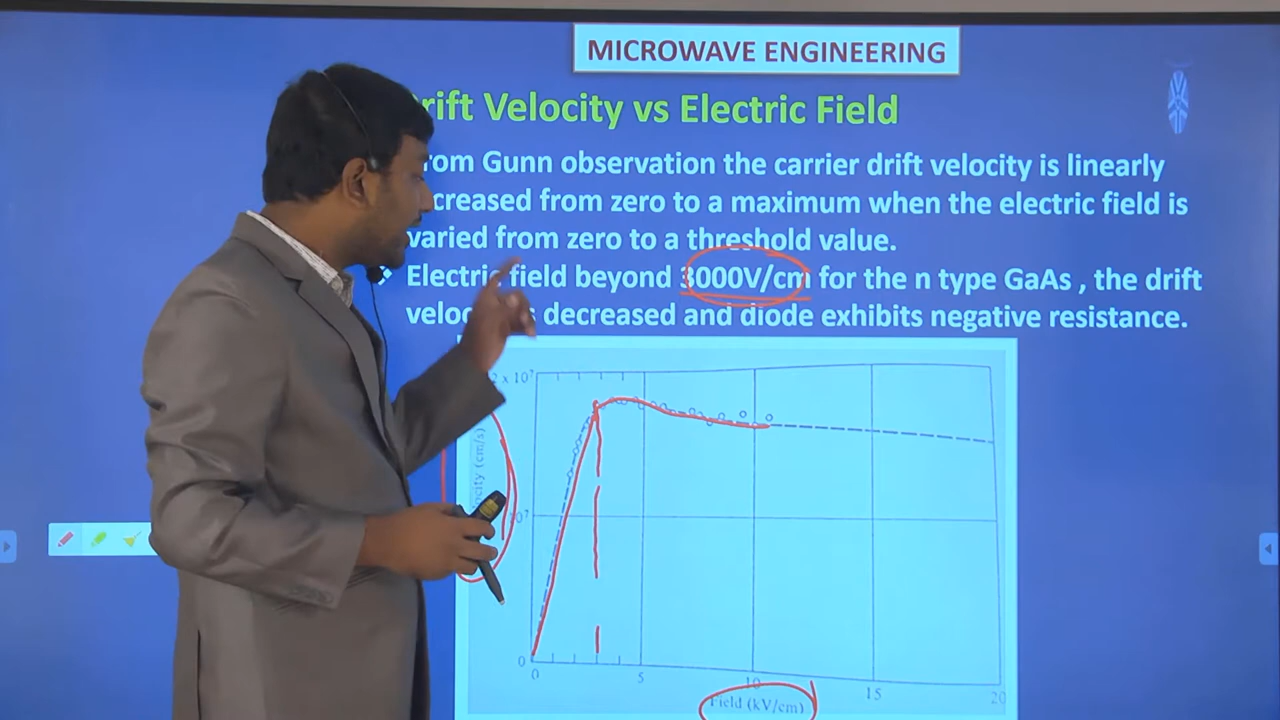 MICROWAVE ENGINEERING
rift Velocity vs Electric Field
rom Gunn observation the carrier drift velocity is linearly
creased from zero to a maximum when the electric field is
varied from zero to a threshold value.
Electric field beyond 3000V/cm for the n type GaAs , the drift
veloc s decreased and diode exhibits negative resistance.
2 x 10⁷
ocity (cm/s)
0⁷
0
0 5 10 15 20
Field (kV/cm)